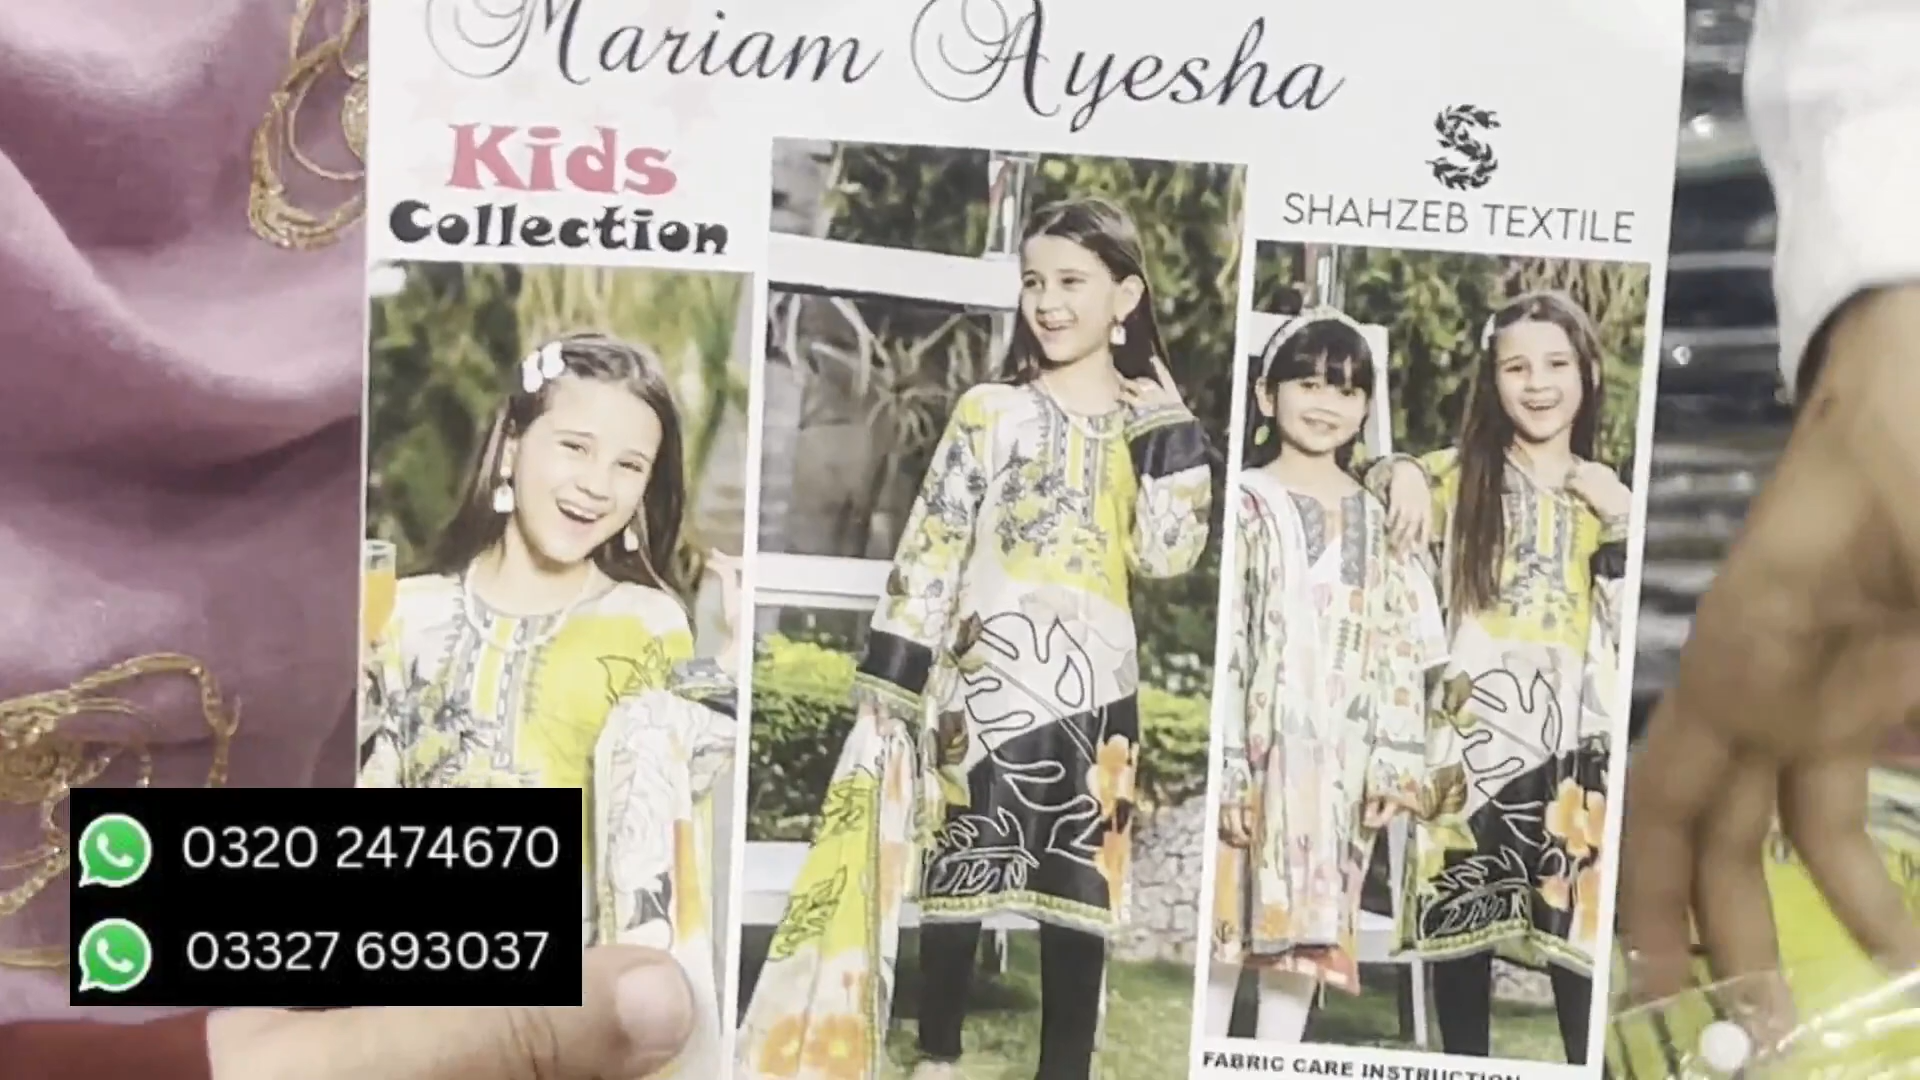 Mariam Ayesha
Kids
Collection
SHAHZEB TEXTILE
0320 2474670
03327 693037
FABRIC CARE INSTRUCTION